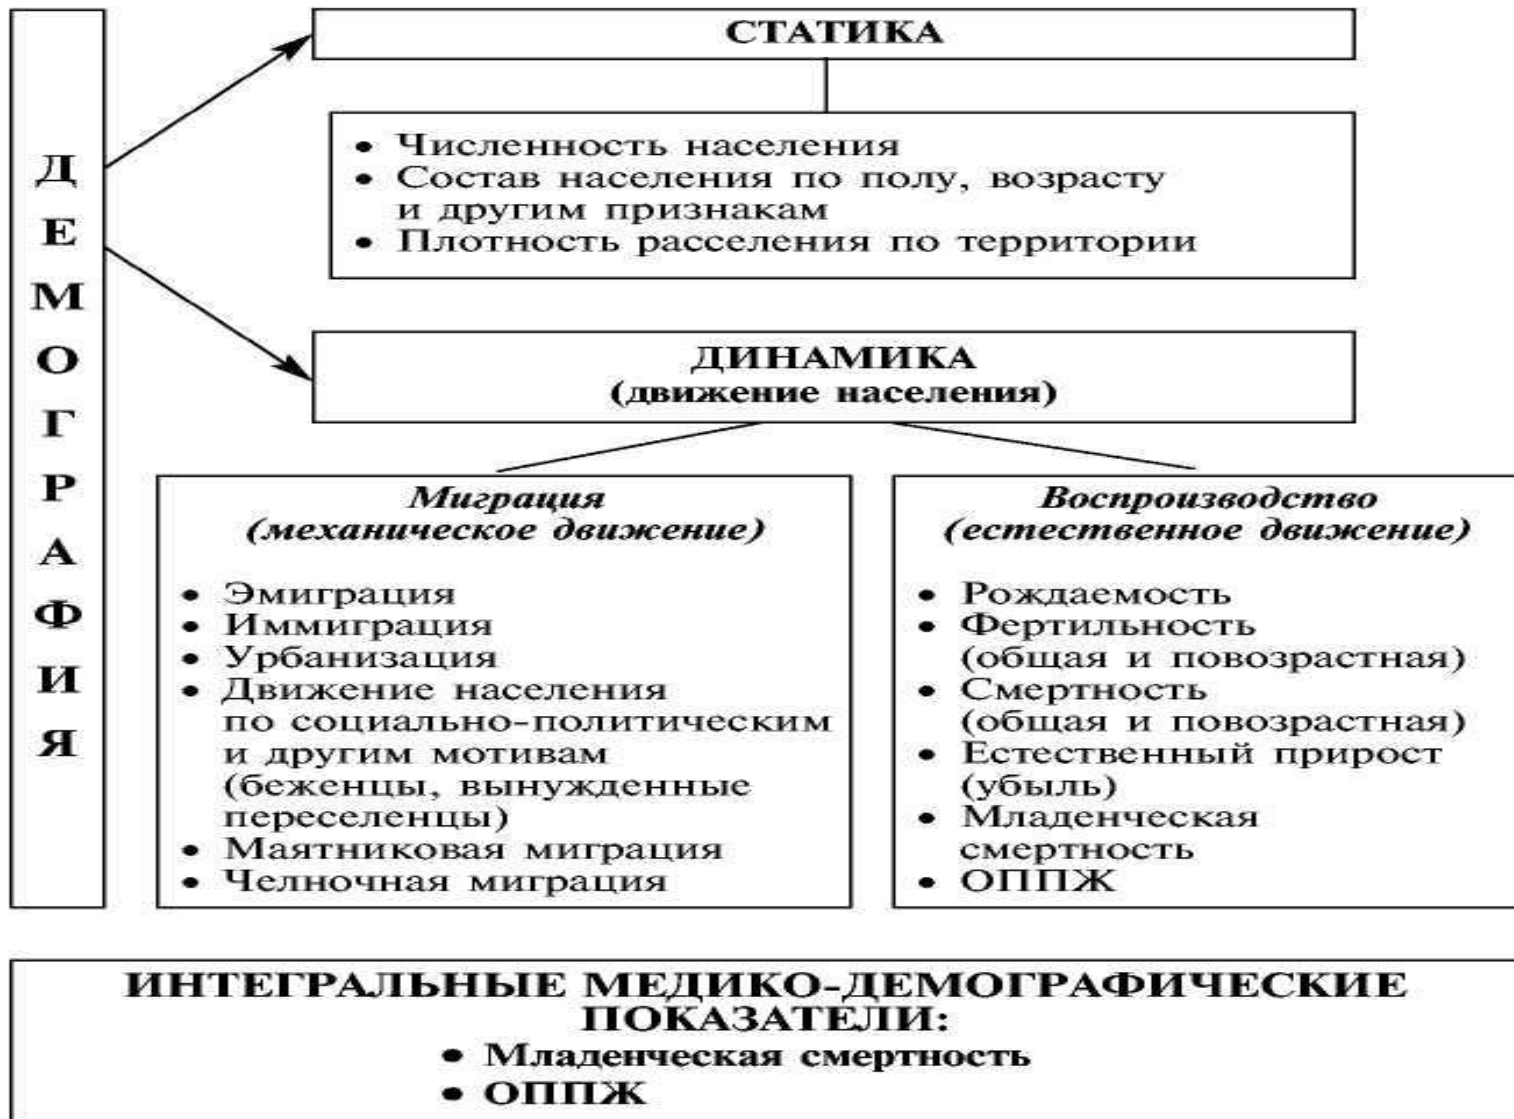 ДЕМОГРАФИЯ
СТАТИКА
• Численность населения
• Состав населения по полу, возрасту
и другим признакам
• Плотность расселения по территории
ДИНАМИКА
(движение населения)
Миграция
(механическое движение)
• Эмиграция
• Иммиграция
• Урбанизация
• Движение населения
по социально-политическим
и другим мотивам
(беженцы, вынужденные
переселенцы)
• Маятниковая миграция
• Челночная миграция
Воспроизводство
(естественное движение)
• Рождаемость
• Фертильность
(общая и повозрастная)
• Смертность
(общая и повозрастная)
• Естественный прирост
(убыль)
• Младенческая
смертность
• ОППЖ
ИНТЕГРАЛЬНЫЕ МЕДИКО-ДЕМОГРАФИЧЕСКИЕ
ПОКАЗАТЕЛИ:
• Младенческая смертность
• ОППЖ